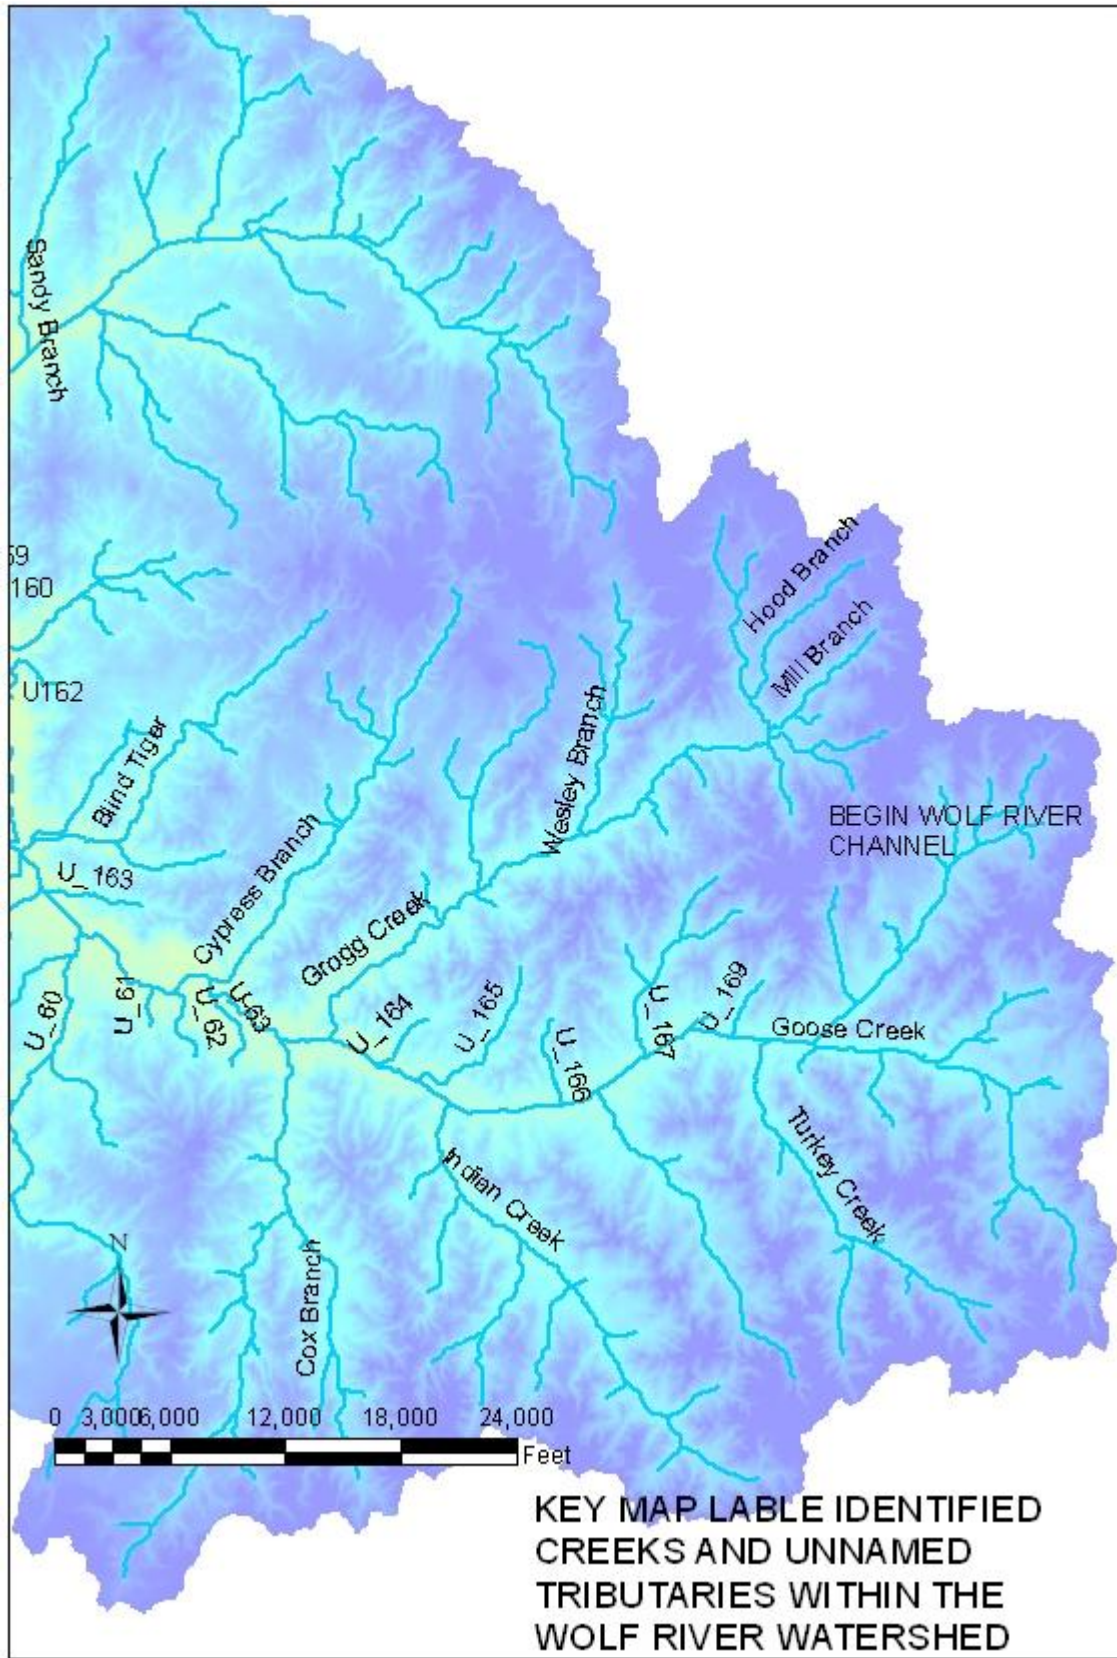 Sandy Branch
Hood Branch
Mill Branch
59
160
U162
Blind Tiger
Wesley Branch
BEGIN WOLF RIVER
CHANNEL
U_163
Cypress Branch
Grogg Creek
U_60
U_61
U_62
U-63
U_164
U_165
U_166
U_167
U_169
Goose Creek
Turkey Creek
Indian Creek
Cox Branch
N
0 3,000 6,000 12,000 18,000 24,000
Feet
KEY MAP LABLE IDENTIFIED
CREEKS AND UNNAMED
TRIBUTARIES WITHIN THE
WOLF RIVER WATERSHED